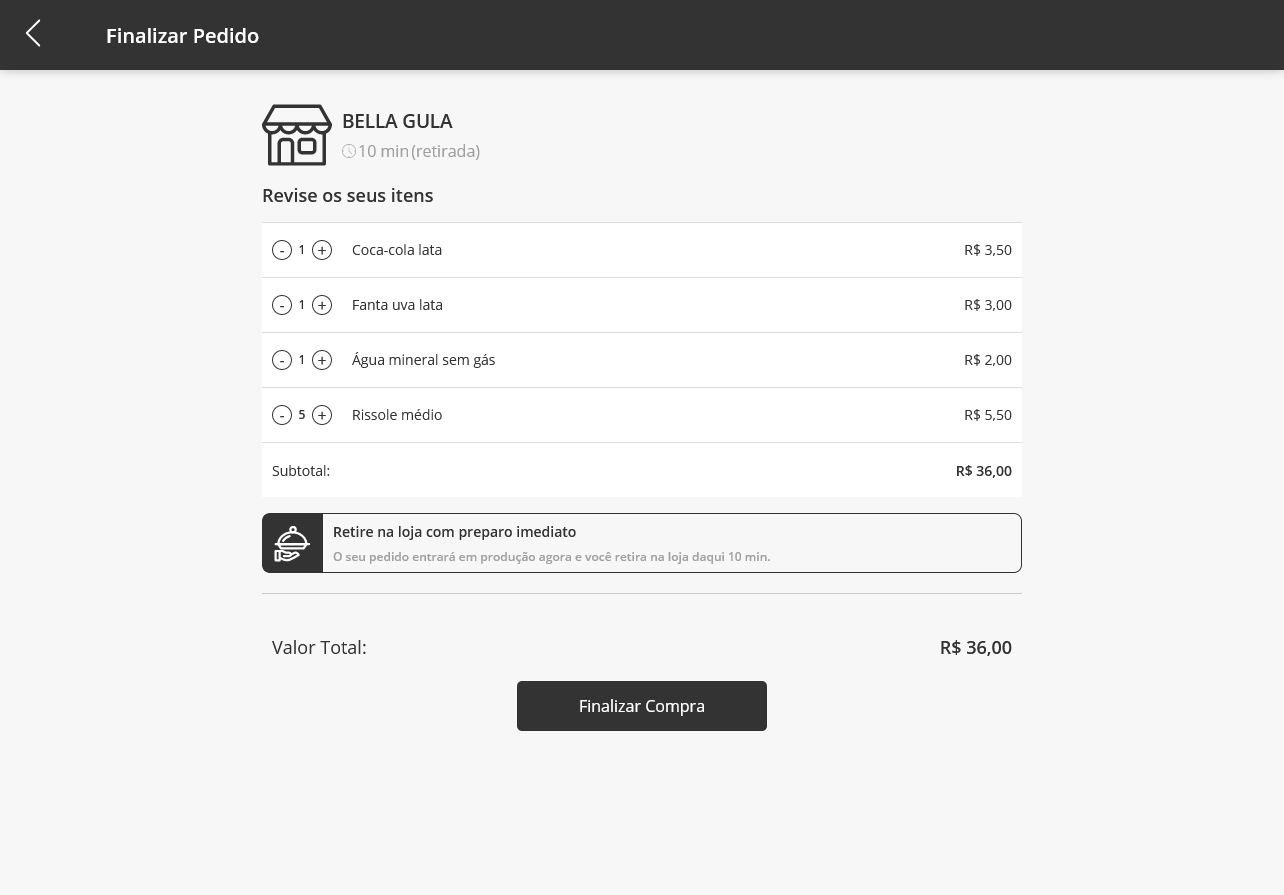 Finalizar Pedido
BELLA GULA
10 min (retirada)
Revise os seus itens
- 1 + Coca-cola lata R$ 3,50
- 1 + Fanta uva lata R$ 3,00
- 1 + Água mineral sem gás R$ 2,00
- 5 + Rissole médio R$ 5,50
Subtotal: R$ 36,00
Retire na loja com preparo imediato
O seu pedido entrará em produção agora e você retira na loja daqui 10 min.
Valor Total: R$ 36,00
Finalizar Compra